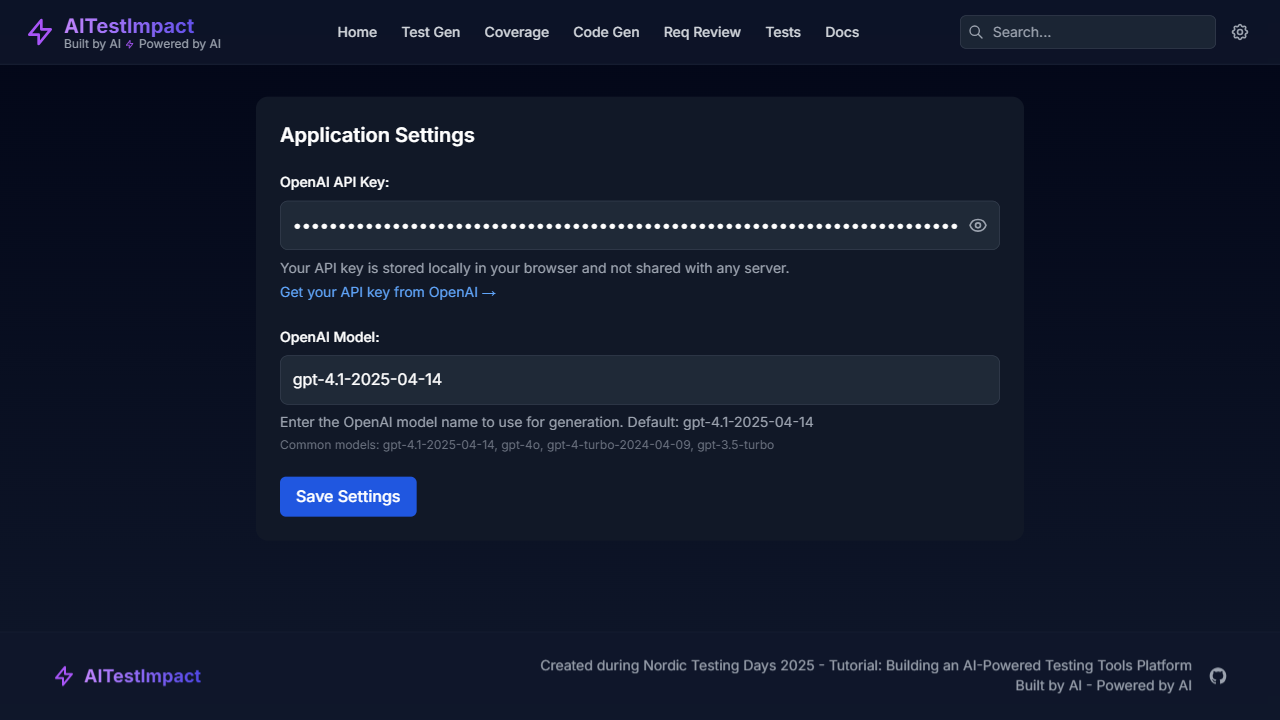 AITestImpact
Built by AI ⚡ Powered by AI
Home Test Gen Coverage Code Gen Req Review Tests Docs
Search...
Application Settings
OpenAI API Key:
Your API key is stored locally in your browser and not shared with any server.
Get your API key from OpenAI →
OpenAI Model:
gpt-4.1-2025-04-14
Enter the OpenAI model name to use for generation. Default: gpt-4.1-2025-04-14
Common models: gpt-4.1-2025-04-14, gpt-4o, gpt-4-turbo-2024-04-09, gpt-3.5-turbo
Save Settings
AITestImpact
Created during Nordic Testing Days 2025 - Tutorial: Building an AI-Powered Testing Tools Platform
Built by AI - Powered by AI